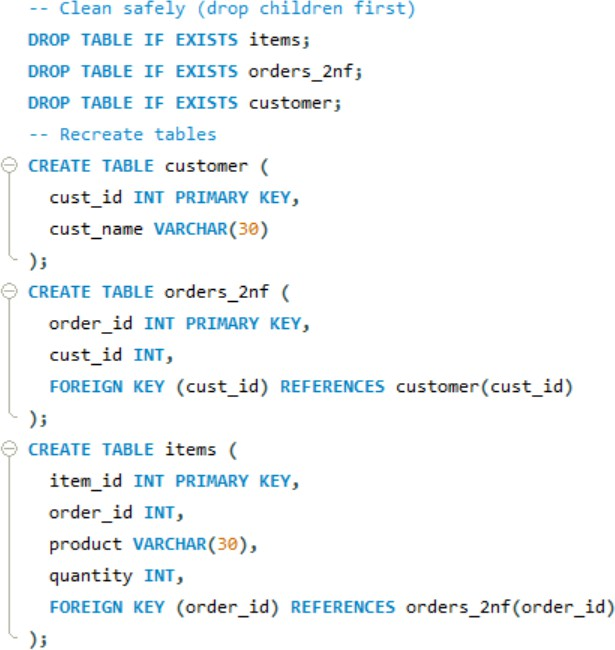 -- Clean safely (drop children first)
DROP TABLE IF EXISTS items;
DROP TABLE IF EXISTS orders_2nf;
DROP TABLE IF EXISTS customer;
-- Recreate tables
CREATE TABLE customer (
  cust_id INT PRIMARY KEY,
  cust_name VARCHAR(30)
);
CREATE TABLE orders_2nf (
  order_id INT PRIMARY KEY,
  cust_id INT,
  FOREIGN KEY (cust_id) REFERENCES customer(cust_id)
);
CREATE TABLE items (
  item_id INT PRIMARY KEY,
  order_id INT,
  product VARCHAR(30),
  quantity INT,
  FOREIGN KEY (order_id) REFERENCES orders_2nf(order_id)
);